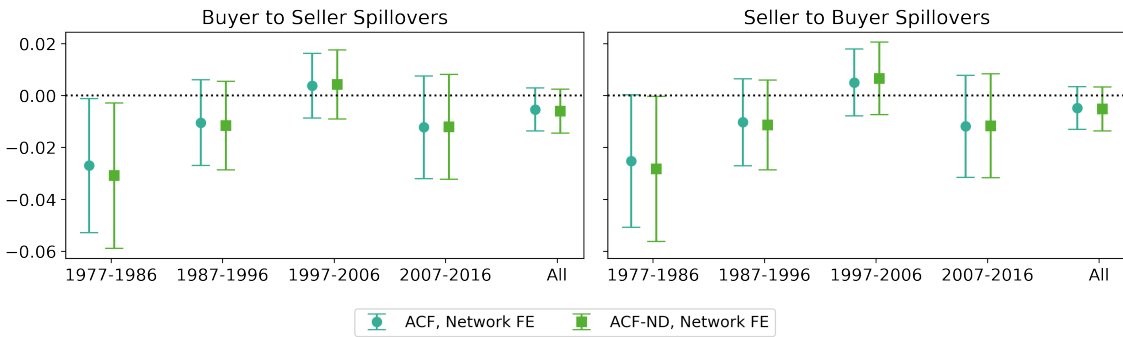 Buyer to Seller Spillovers
Seller to Buyer Spillovers
0.02
0.00
−0.02
−0.04
−0.06
1977-1986 1987-1996 1997-2006 2007-2016 All
1977-1986 1987-1996 1997-2006 2007-2016 All
ACF, Network FE
ACF-ND, Network FE